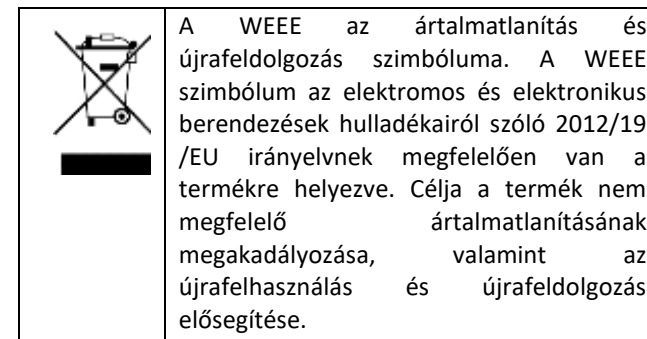 A WEEE az ártalmatlanítás és
újrafeldolgozás szimbóluma. A WEEE
szimbólum az elektromos és elektronikus
berendezések hulladékairól szóló 2012/19
/EU irányelvnek megfelelően van a
termékre helyezve. Célja a termék nem
megfelelő ártalmatlanításának
megakadályozása, valamint az
újrafelhasználás és újrafeldolgozás
elősegítése.